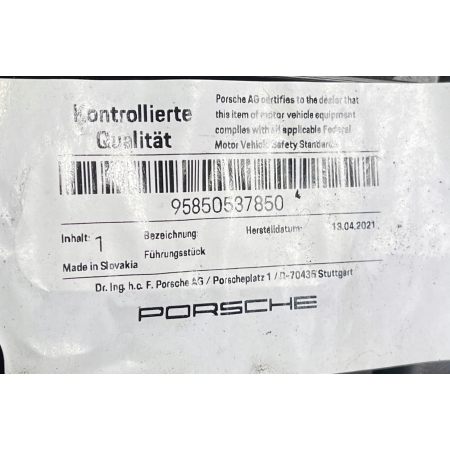 Kontrollierte
Qualität
Porsche AG certifies to the dealer that
this item of motor vehicle equipment
complies with all applicable Federal
Motor Vehicle Safety Standards
95850537850
Inhalt: 1
Bezeichnung:
Herstelldatum:
13.04.2021
Made in Slovakia
Führungsstück
Dr. Ing. h.c. F. Porsche AG / Porscheplatz 1 / D-70435 Stuttgart
PORSCHE